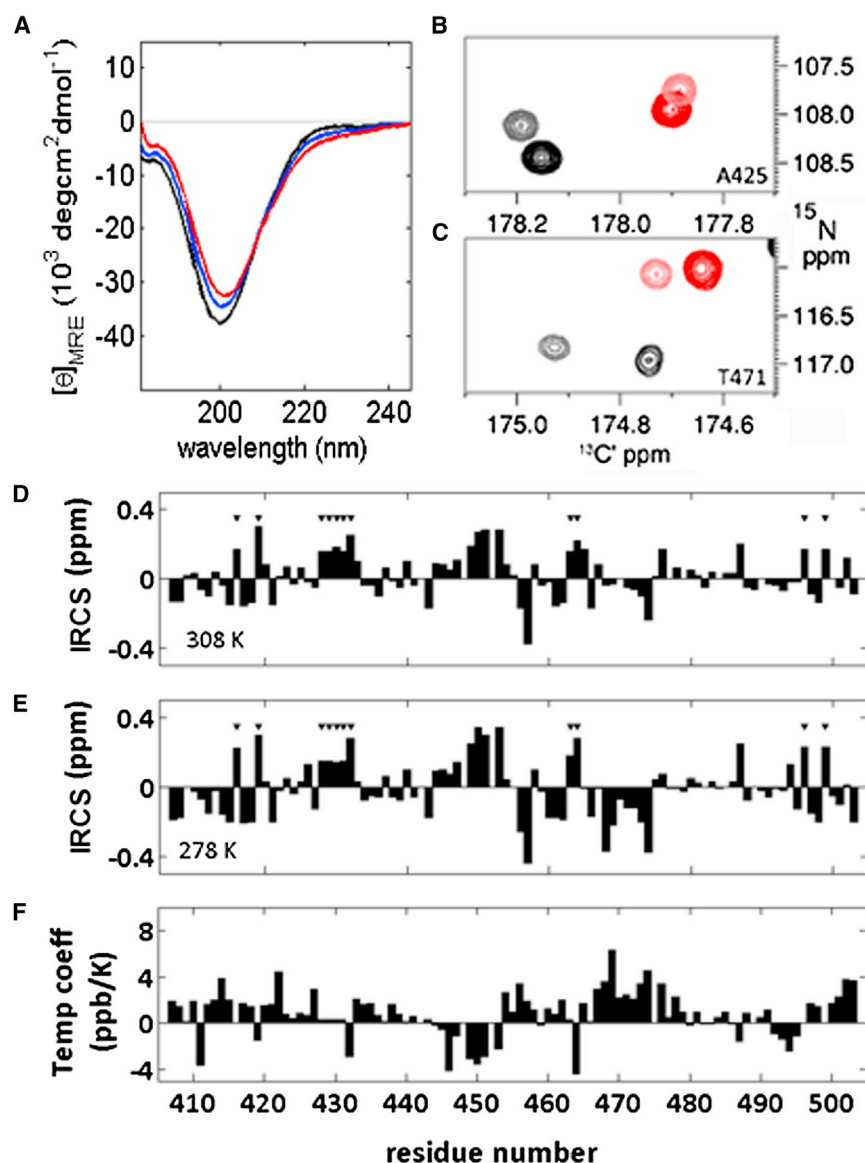 A
[θ]MRE (10³ degcm²dmol⁻¹)
10
0
-10
-20
-30
-40
200
220
240
wavelength (nm)
B
107.5
108.0
108.5
A425
178.2
178.0
177.8
15
N
ppm
C
116.5
117.0
T471
175.0
174.8
174.6
¹³C' ppm
D
IRCS (ppm)
0.4
0
-0.4
308 K
E
IRCS (ppm)
0.4
0
-0.4
278 K
F
Temp coeff
(ppb/K)
8
4
0
-4
410 420 430 440 450 460 470 480 490 500
residue number